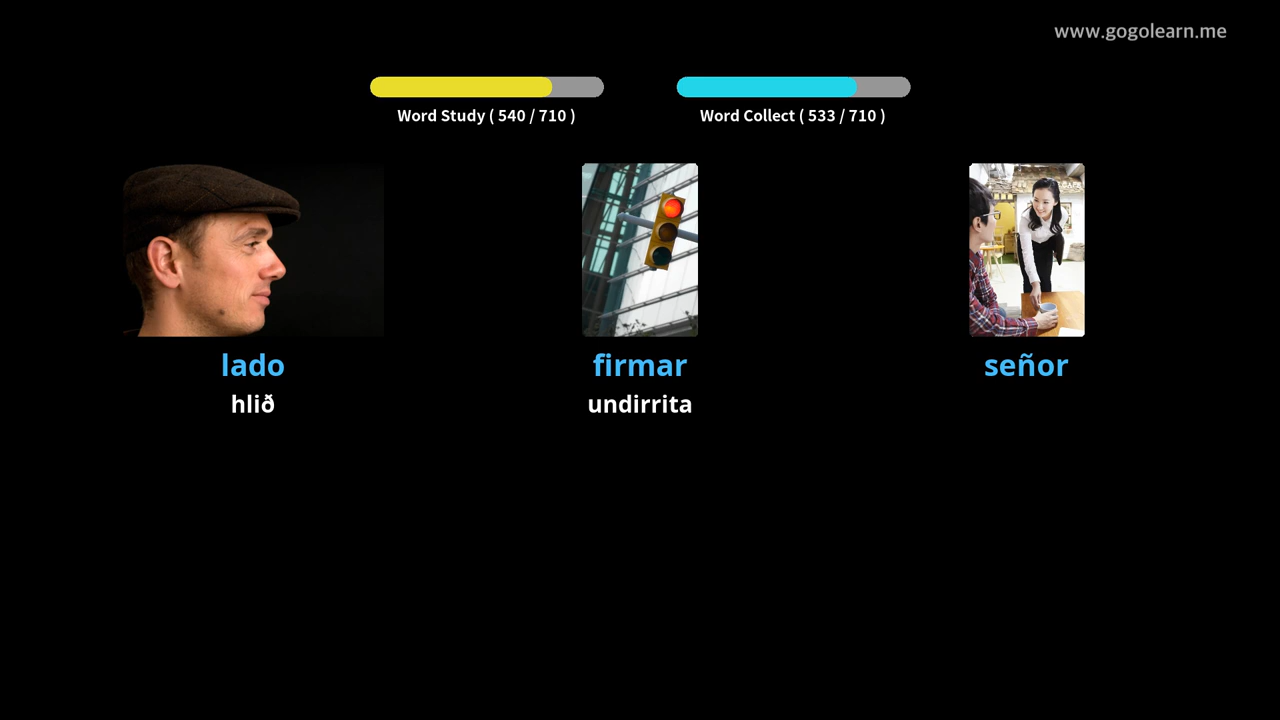 www.gogolearn.me
Word Study ( 540 / 710 )
Word Collect ( 533 / 710 )
lado
firmar
señor
hlið
undirrita